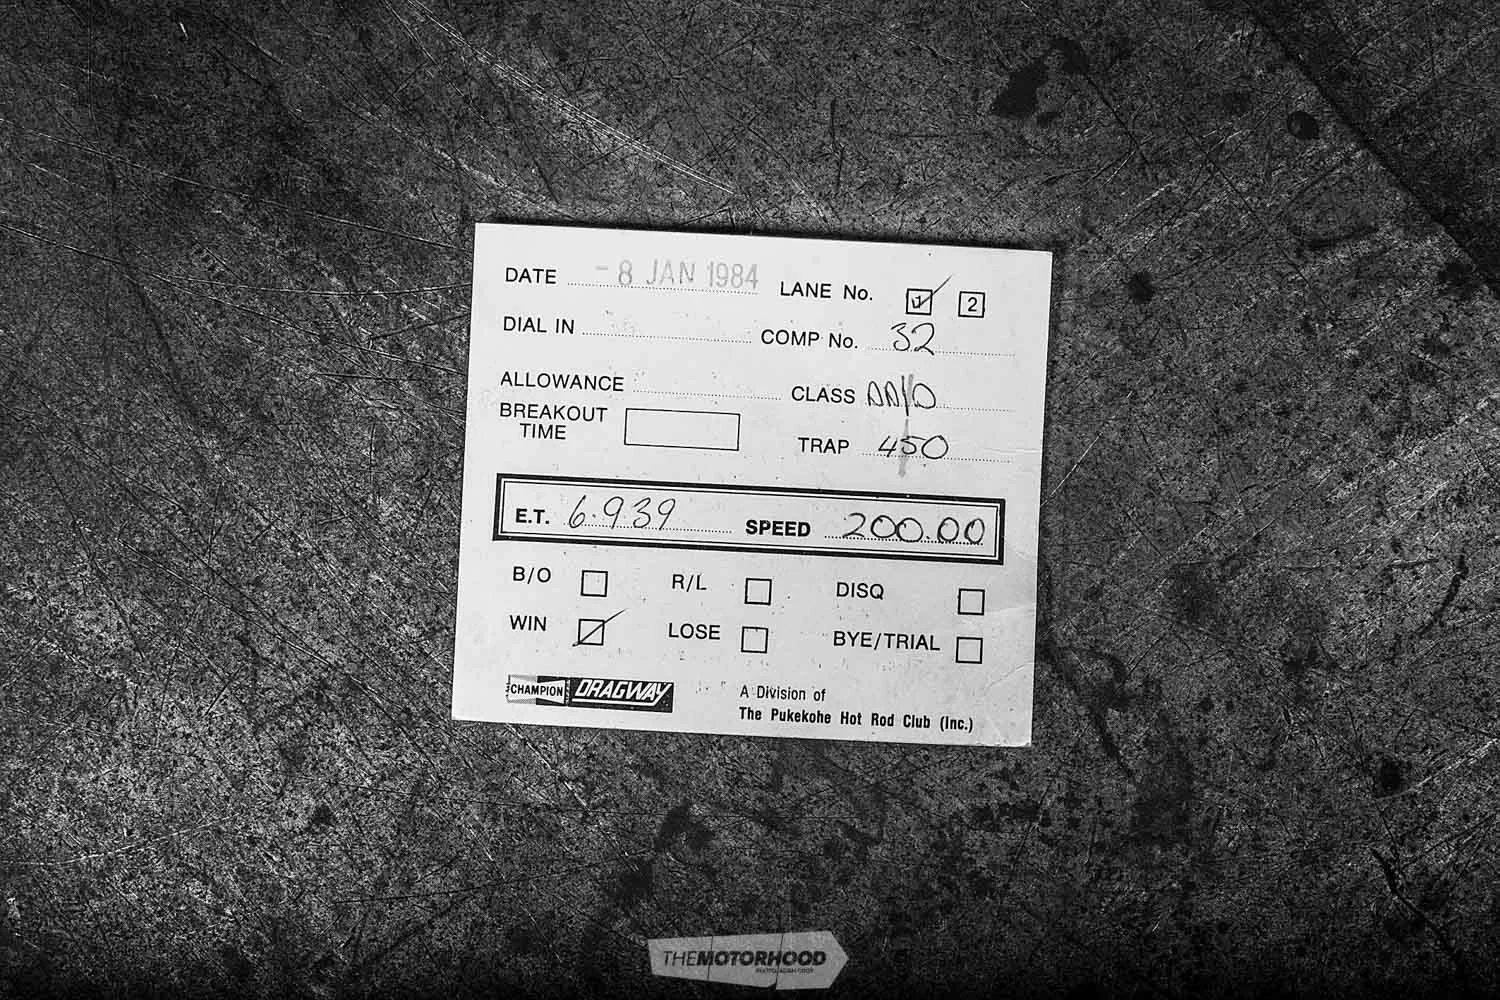 DATE - 8 JAN 1984 LANE No. 1 2
DIAL IN COMP No. 32
ALLOWANCE CLASS AA/D
BREAKOUT
TIME
TRAP 450
E.T. 6.939 SPEED 200.00
B/O R/L DISQ
WIN LOSE BYE/TRIAL
CHAMPION DRAGWAY
A Division of
The Pukekohe Hot Rod Club (Inc.)
THEMOTORHOOD